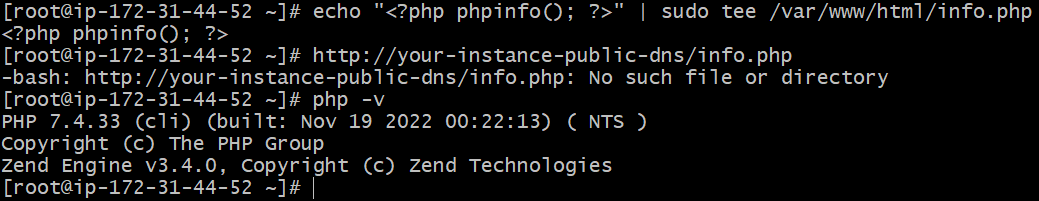 [root@ip-172-31-44-52 ~]# echo "<?php phpinfo(); ?>" | sudo tee /var/www/html/info.php
<?php phpinfo(); ?>
[root@ip-172-31-44-52 ~]# http://your-instance-public-dns/info.php
-bash: http://your-instance-public-dns/info.php: No such file or directory
[root@ip-172-31-44-52 ~]# php -v
PHP 7.4.33 (cli) (built: Nov 19 2022 00:22:13) ( NTS )
Copyright (c) The PHP Group
Zend Engine v3.4.0, Copyright (c) Zend Technologies
[root@ip-172-31-44-52 ~]#